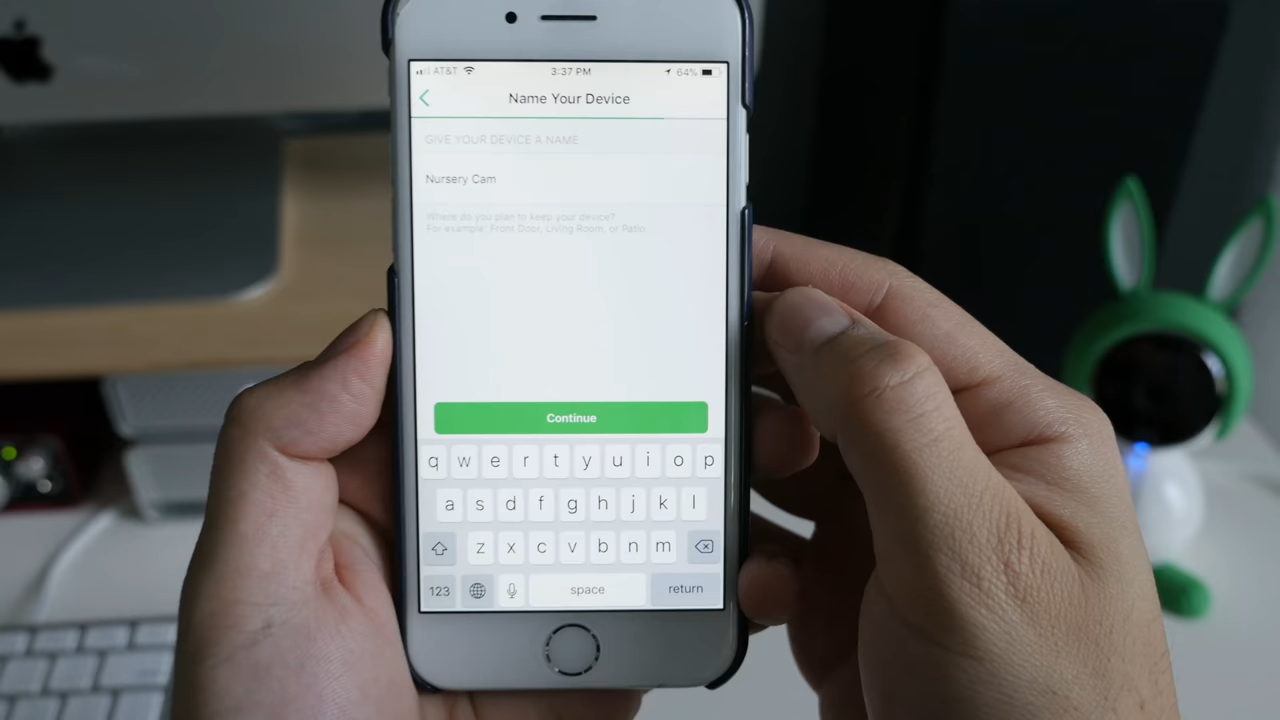 AT&T 3:37 PM 64%
Name Your Device
GIVE YOUR DEVICE A NAME
Nursery Cam
Where do you plan to keep your device?
For example: Front Door, Living Room, or Patio.
Continue
q w e r t y u i o p
a s d f g h j k l
z x c v b n m
123 space return